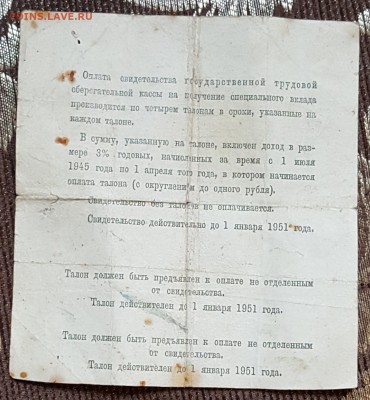 COINS.LAVE.RU
Оплата свидетельства государственной трудовой
сберегательной кассы на получение специального вклада
производится по четырем талонам в сроки, указанные на
каждом талоне.
В сумму, указанную на талоне, включен доход в раз-
мере 3% годовых, начисленных за время с 1 июля
1945 года по 1 апреля того года, в котором начинается
оплата талона (с округлением до одного рубля).
Свидетельство без талонов не оплачивается.
Свидетельство действительно до 1 января 1951 года.
Талон должен быть предъявлен к оплате не отделенным
от свидетельства.
Талон действителен до 1 января 1951 года.
Талон должен быть предъявлен к оплате не отделенным
от свидетельства.
Талон действителен до 1 января 1951 года.